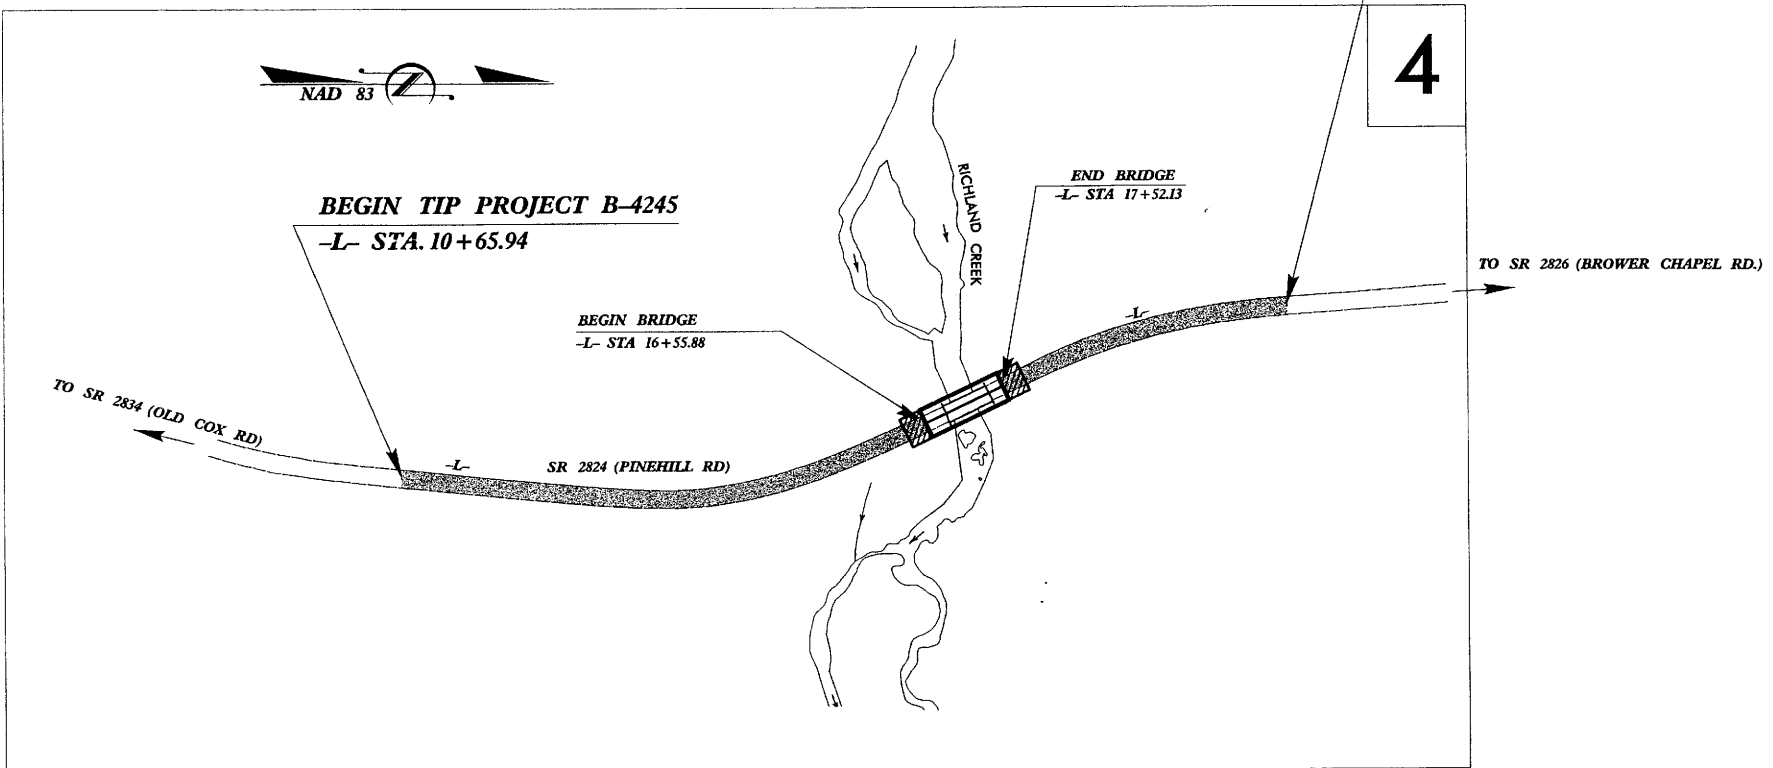 4
NAD 83
BEGIN TIP PROJECT B-4245
-L- STA. 10+65.94
RICHLAND CREEK
END BRIDGE
-L- STA 17+52.13
TO SR 2826 (BROWER CHAPEL RD.)
BEGIN BRIDGE
-L- STA 16+55.88
-L-
TO SR 2834 (OLD COX RD)
-L-
SR 2824 (PINEHILL RD)